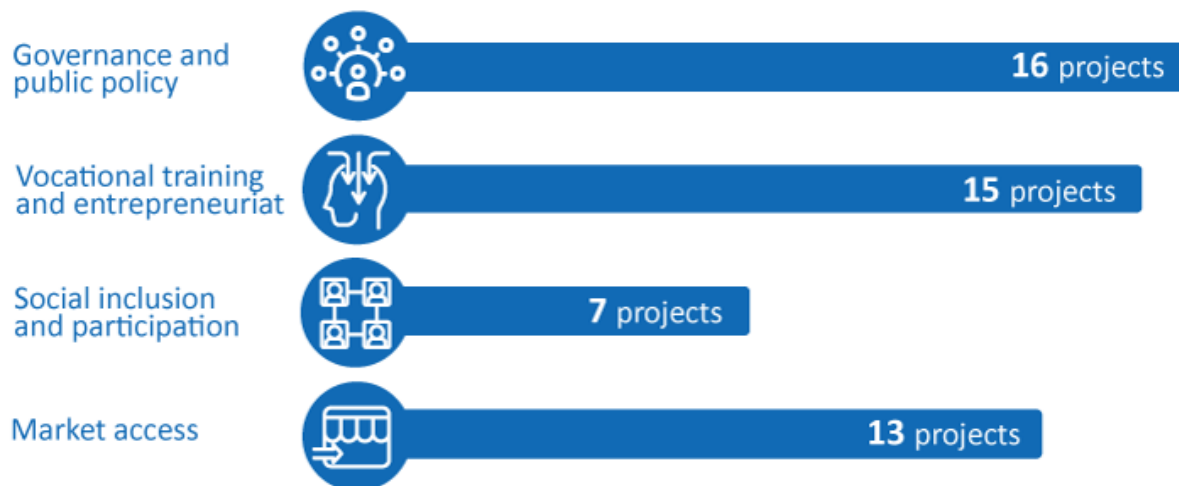 Governance and
public policy
16 projects
Vocational training
and entrepreneuriat
15 projects
Social inclusion
and participation
7 projects
Market access
13 projects